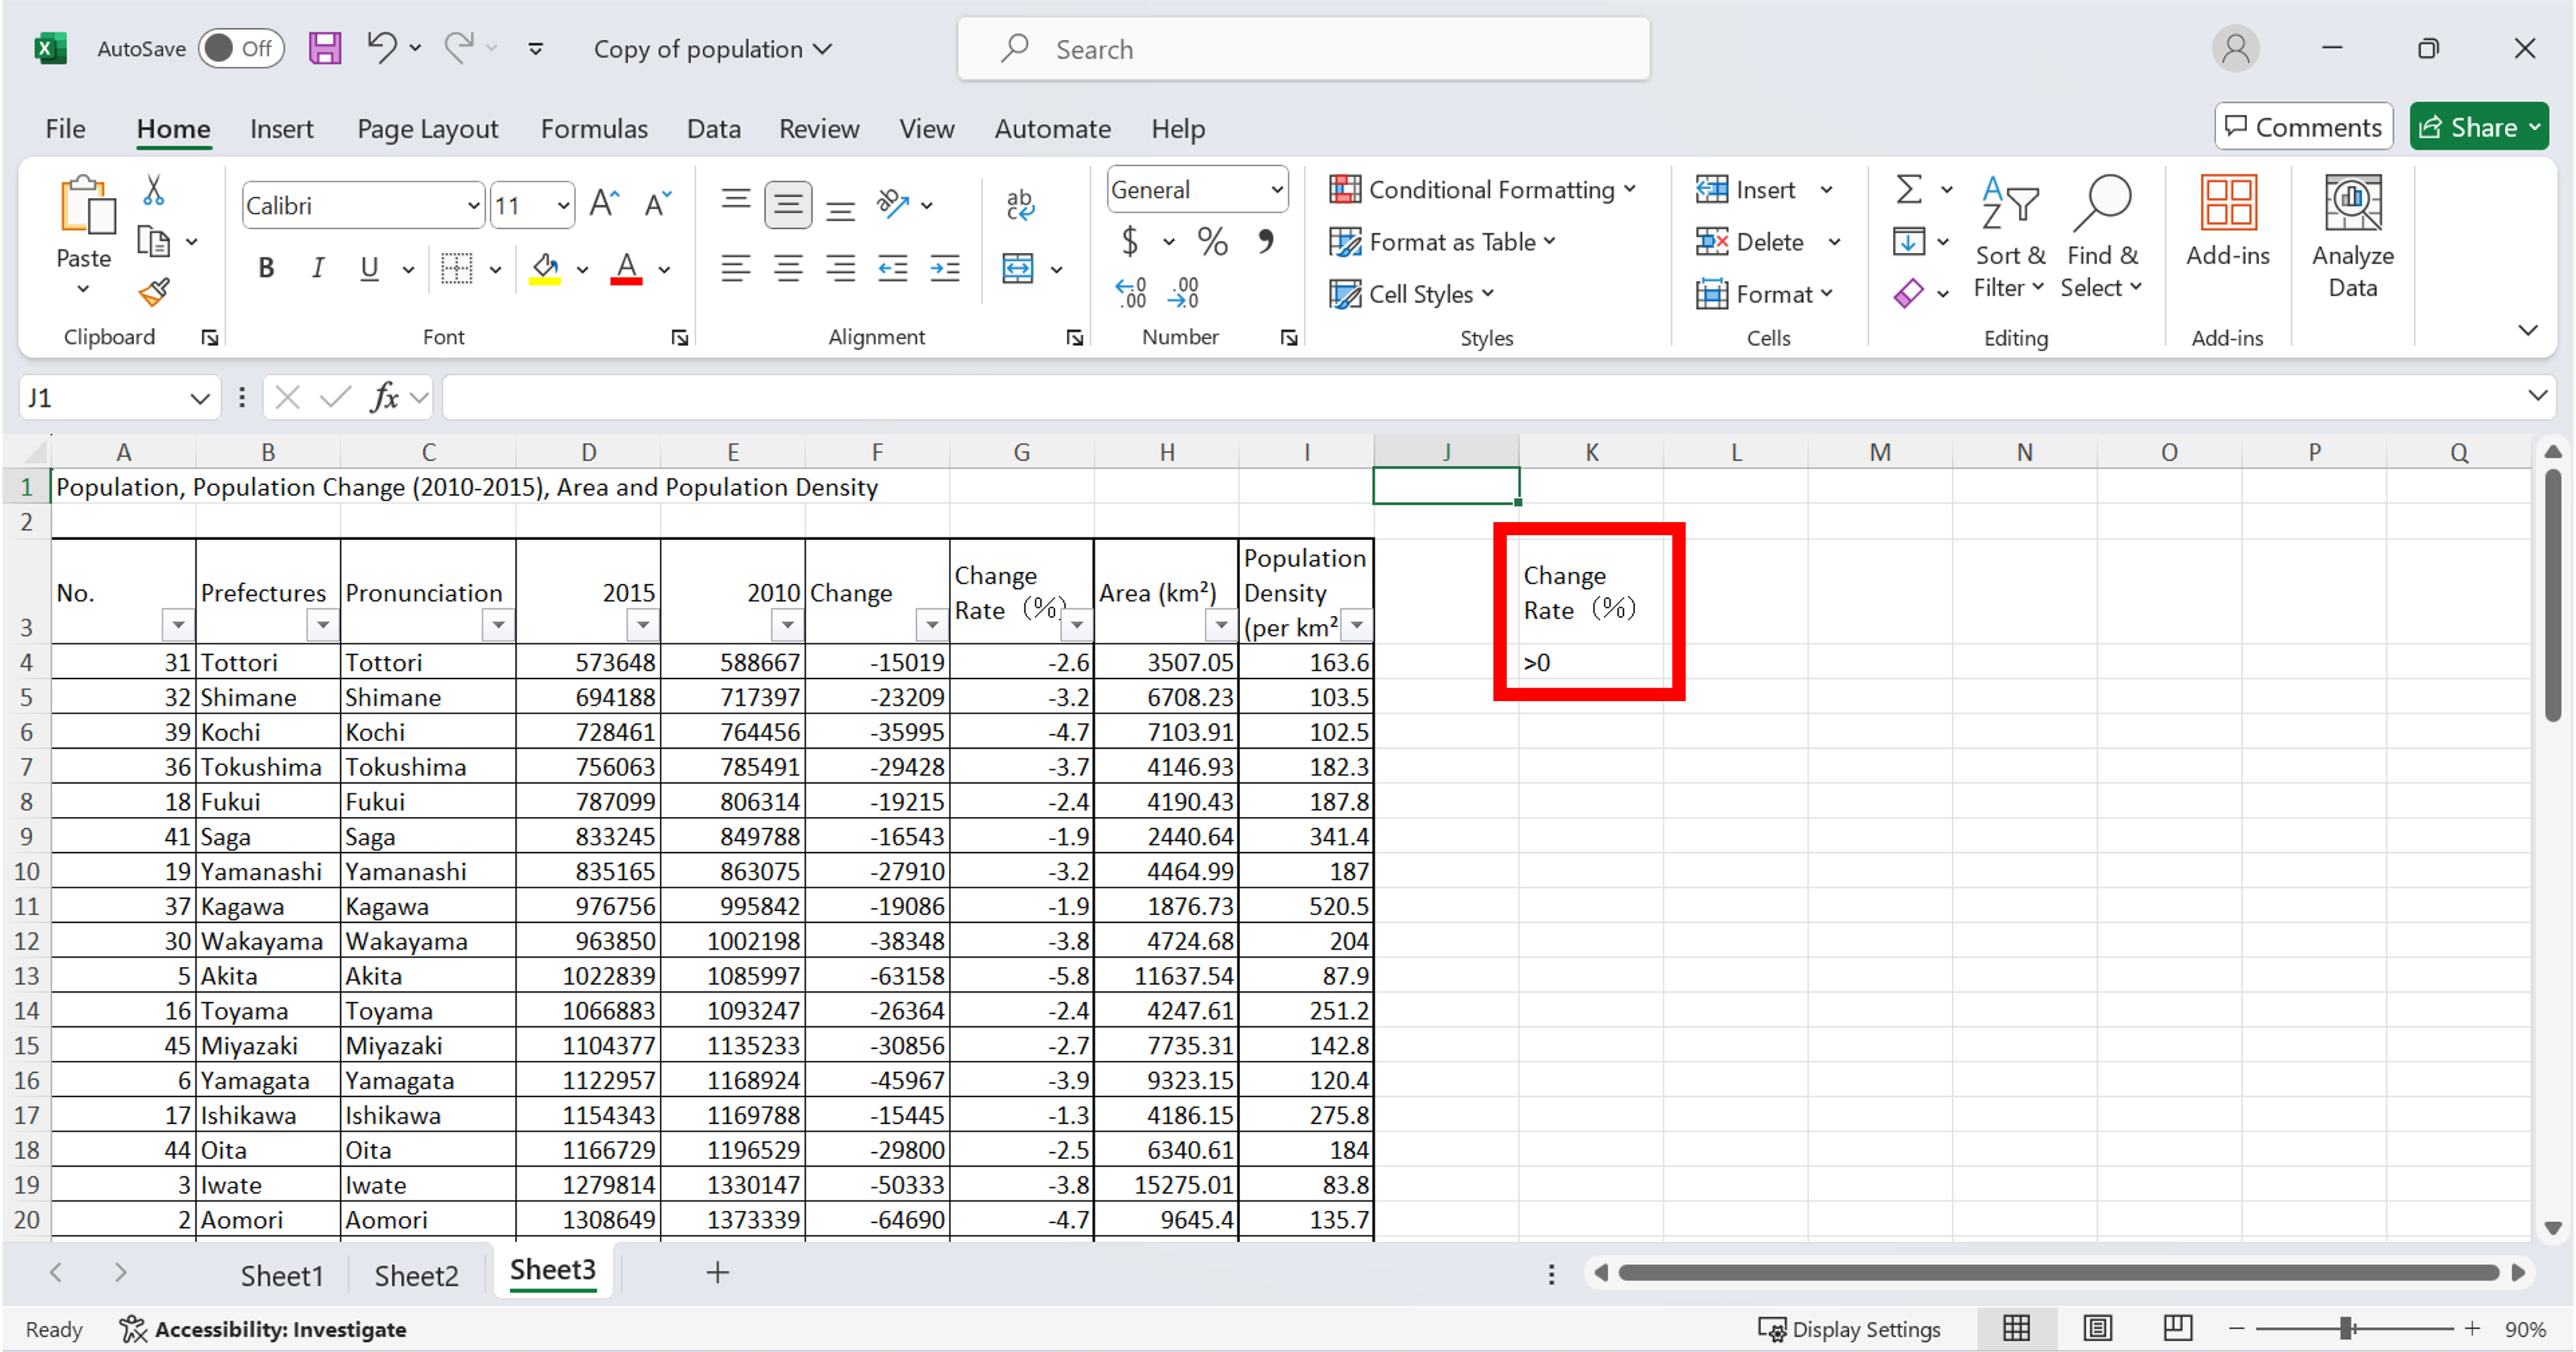 AutoSave Off Copy of population Search
File Home Insert Page Layout Formulas Data Review View Automate Help Comments Share
Paste
Clipboard
Calibri 11
B I U A
Font
ab
Alignment
General
$ % 9
Number
Conditional Formatting
Format as Table
Cell Styles
Styles
Insert
Delete
Format
Cells
Sort &
Filter
Find &
Select
Editing
Add-ins
Add-ins
Analyze
Data
J1 fx
A B C D E F G H I J K L M N O P Q
1 Population, Population Change (2010-2015), Area and Population Density
2
3 No. Prefectures Pronunciation 2015 2010 Change
Change
Rate （%）
Area (km²)
Population
Density
(per km²
Change
Rate （%）
4 31 Tottori Tottori 573648 588667 -15019 -2.6 3507.05 163.6 >0
5 32 Shimane Shimane 694188 717397 -23209 -3.2 6708.23 103.5
6 39 Kochi Kochi 728461 764456 -35995 -4.7 7103.91 102.5
7 36 Tokushima Tokushima 756063 785491 -29428 -3.7 4146.93 182.3
8 18 Fukui Fukui 787099 806314 -19215 -2.4 4190.43 187.8
9 41 Saga Saga 833245 849788 -16543 -1.9 2440.64 341.4
10 19 Yamanashi Yamanashi 835165 863075 -27910 -3.2 4464.99 187
11 37 Kagawa Kagawa 976756 995842 -19086 -1.9 1876.73 520.5
12 30 Wakayama Wakayama 963850 1002198 -38348 -3.8 4724.68 204
13 5 Akita Akita 1022839 1085997 -63158 -5.8 11637.54 87.9
14 16 Toyama Toyama 1066883 1093247 -26364 -2.4 4247.61 251.2
15 45 Miyazaki Miyazaki 1104377 1135233 -30856 -2.7 7735.31 142.8
16 6 Yamagata Yamagata 1122957 1168924 -45967 -3.9 9323.15 120.4
17 17 Ishikawa Ishikawa 1154343 1169788 -15445 -1.3 4186.15 275.8
18 44 Oita Oita 1166729 1196529 -29800 -2.5 6340.61 184
19 3 Iwate Iwate 1279814 1330147 -50333 -3.8 15275.01 83.8
20 2 Aomori Aomori 1308649 1373339 -64690 -4.7 9645.4 135.7
Sheet1 Sheet2 Sheet3 +
Ready Accessibility: Investigate Display Settings 90%